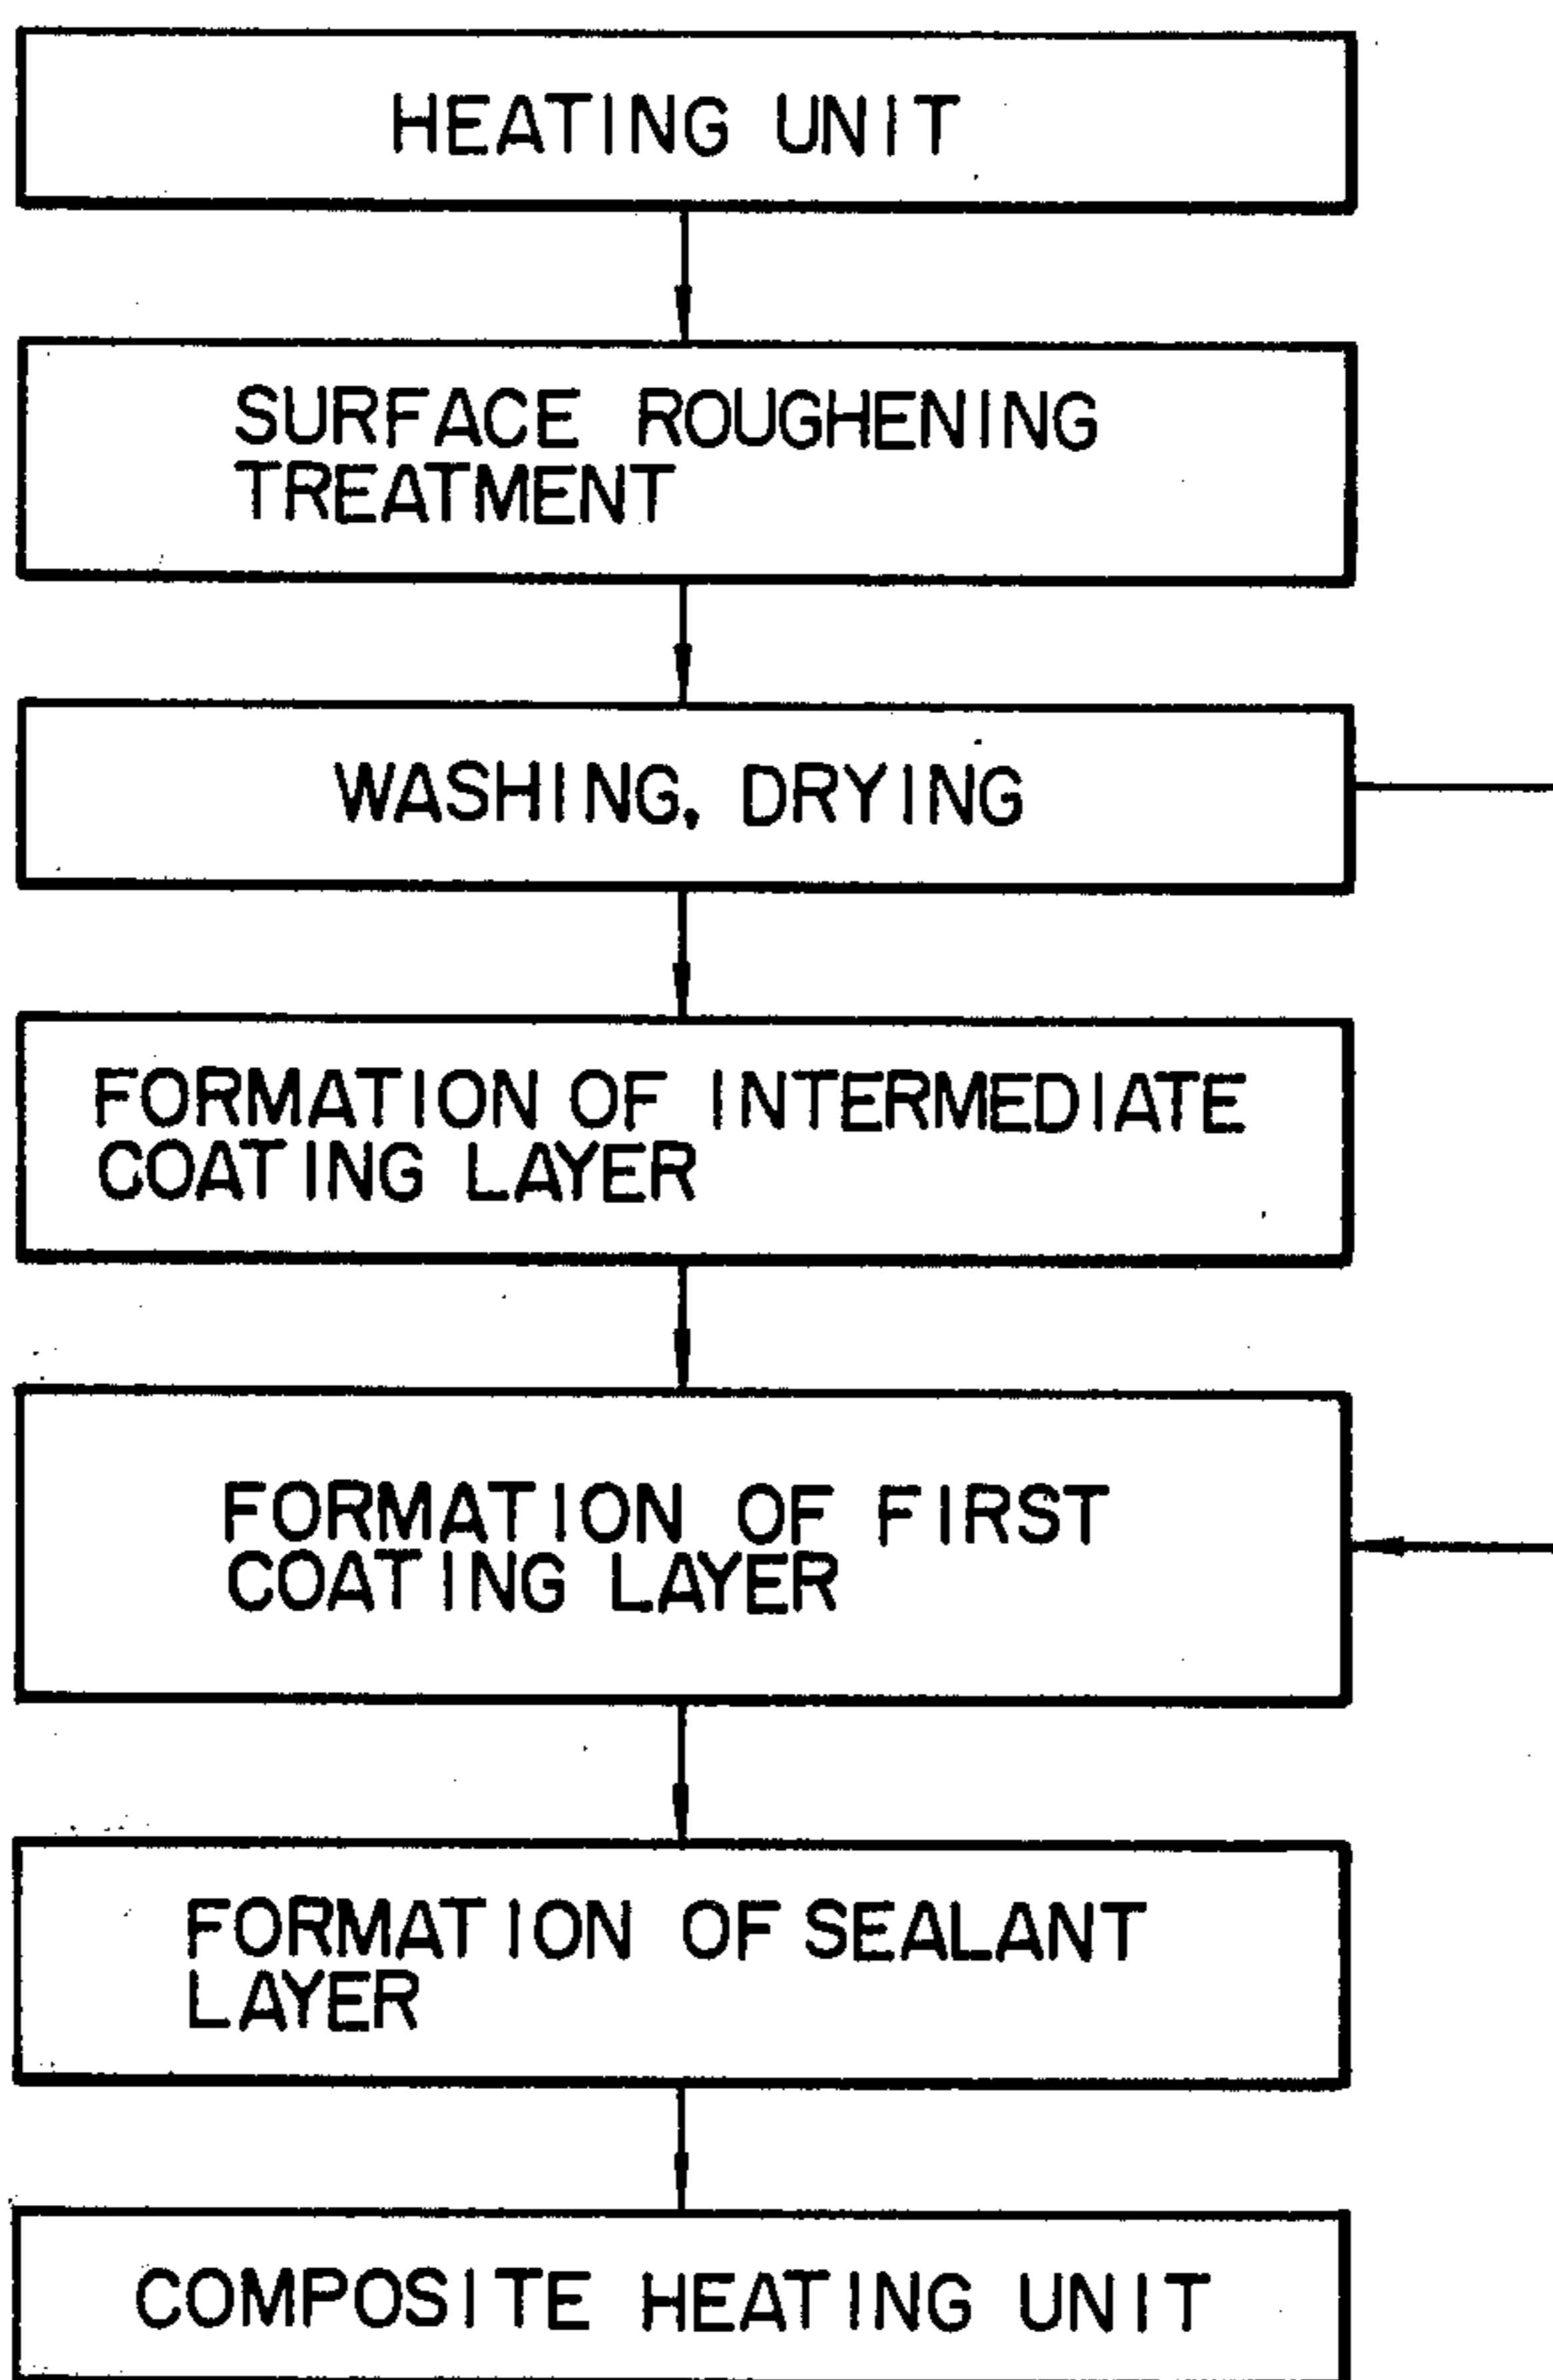 HEATING UNIT
SURFACE ROUGHENING
TREATMENT
WASHING, DRYING
FORMATION OF INTERMEDIATE
COATING LAYER
FORMATION OF FIRST
COATING LAYER
FORMATION OF SEALANT
LAYER
COMPOSITE HEATING UNIT